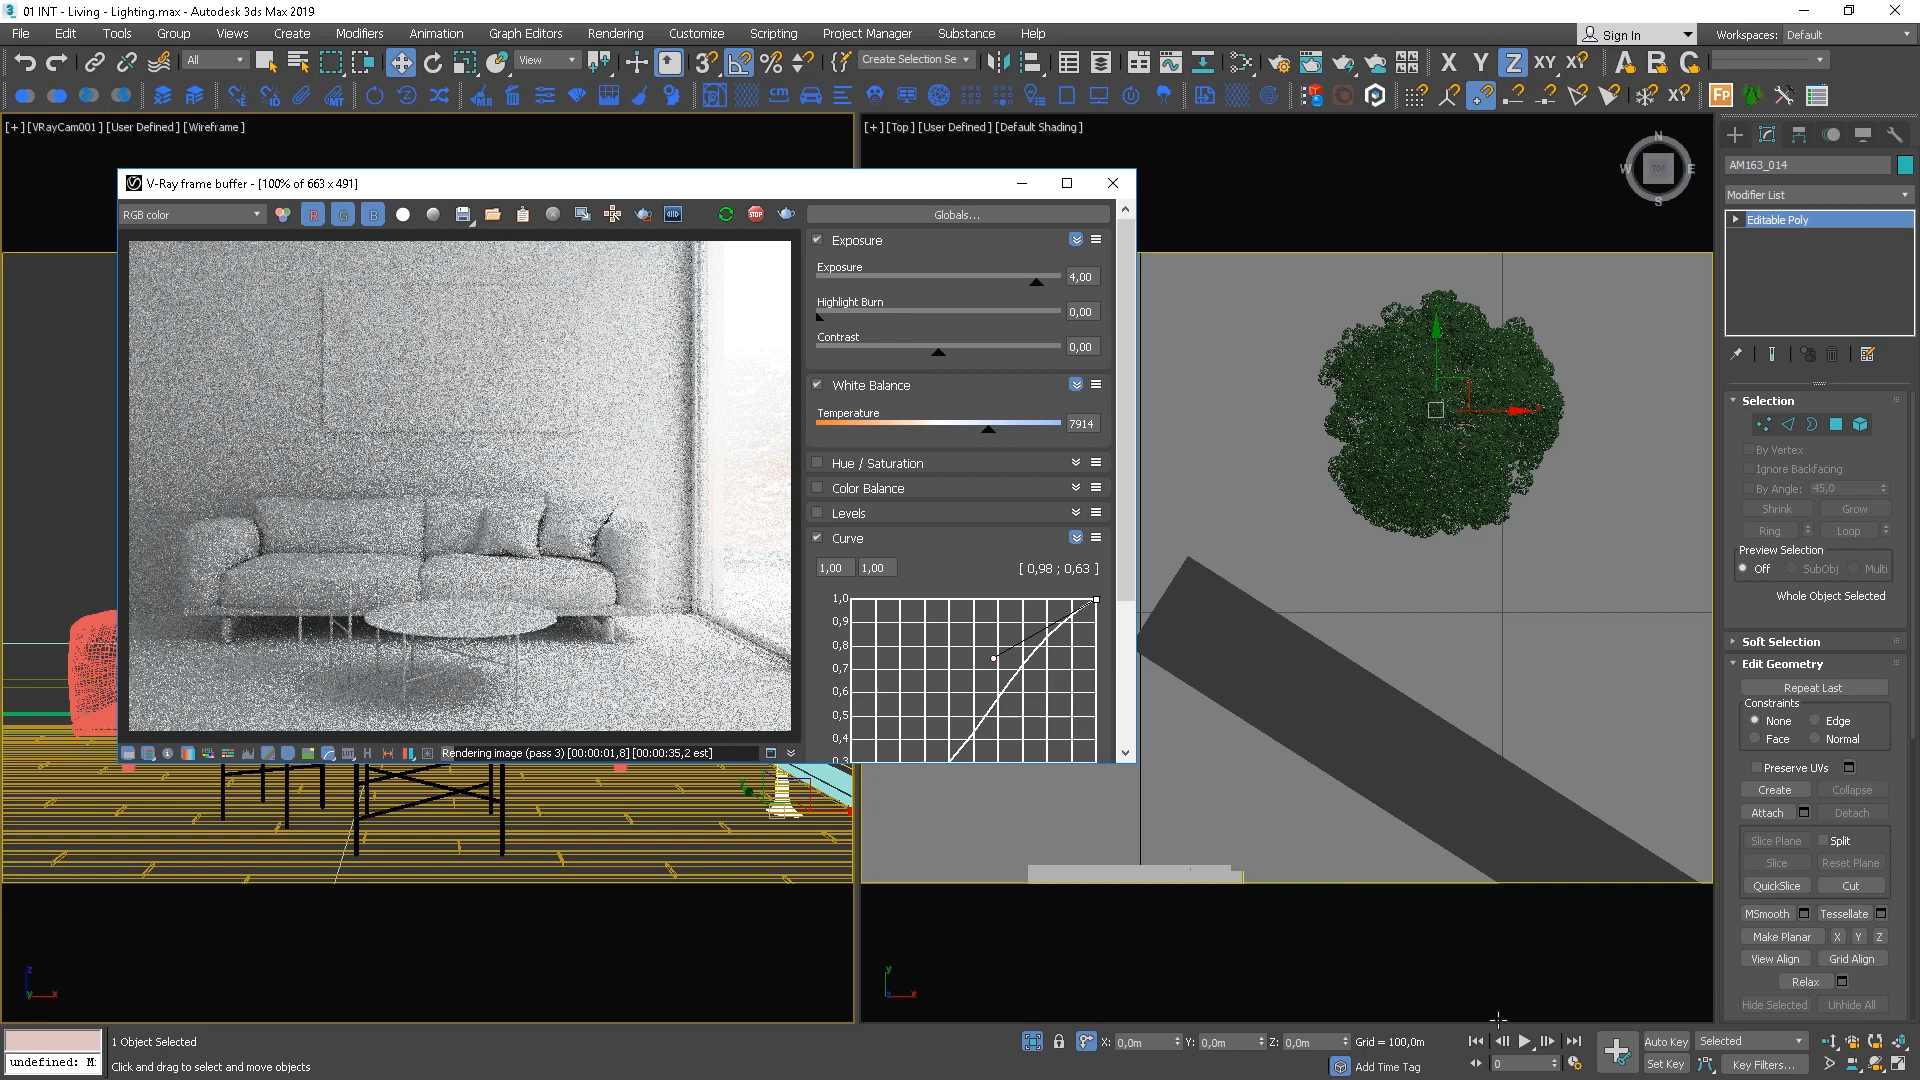 01 INT - Living - Lighting.max - Autodesk 3ds Max 2019
File Edit Tools Group Views Create Modifiers Animation Graph Editors Rendering Customize Scripting Project Manager Substance Help
Sign In
Workspaces: Default
All
View
Create Selection Se
X Y Z XY XY
A B C
[+] [VRayCam001 ] [User Defined ] [Wireframe ]
[+] [Top ] [User Defined ] [Default Shading ]
N
W TOP E
S
V-Ray frame buffer - [100% of 663 x 491]
RGB color
R G B
STOP
Globals...
Exposure
Exposure
4,00
Highlight Burn
0,00
Contrast
0,00
White Balance
Temperature
7914
Hue / Saturation
Color Balance
Levels
Curve
1,00 1,00 [ 0,98 ; 0,63 ]
1,0
0,9
0,8
0,7
0,6
0,5
0,4
0,3
Rendering image (pass 3) [00:00:01,8] [00:00:35,2 est]
AM163_014
Modifier List
Editable Poly
Selection
By Vertex
Ignore Backfacing
By Angle: 45,0
Shrink Grow
Ring Loop
Preview Selection
Off SubObj Multi
Whole Object Selected
Soft Selection
Edit Geometry
Repeat Last
Constraints
None Edge
Face Normal
Preserve UVs
Create Collapse
Attach Detach
Slice Plane Split
Slice Reset Plane
QuickSlice Cut
MSmooth Tessellate
Make Planar X Y Z
View Align Grid Align
Relax
Hide Selected Unhide All
z
y x
y
z x
undefined: M:
1 Object Selected
Click and drag to select and move objects
X: 0,0m Y: 0,0m Z: 0,0m Grid = 100,0m
Add Time Tag
0
Auto Key Selected
Set Key Key Filters...